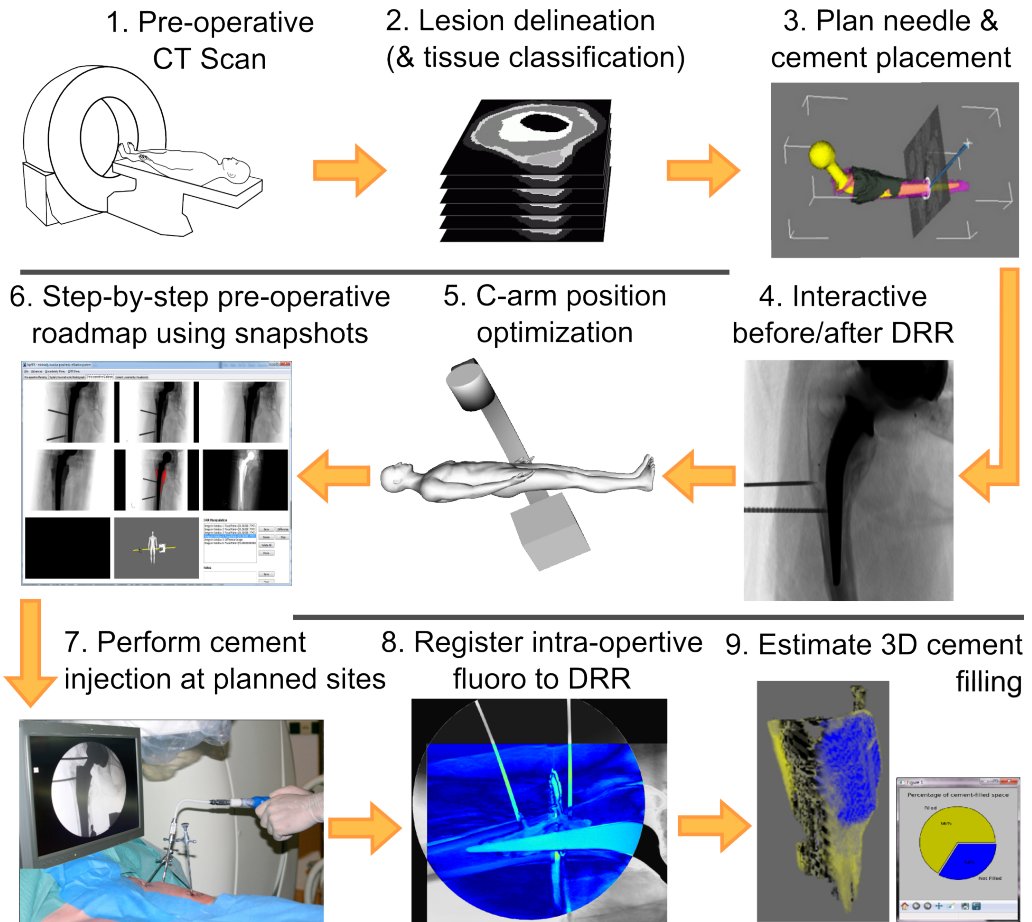 1. Pre-operative
CT Scan
2. Lesion delineation
(& tissue classification)
3. Plan needle &
cement placement
6. Step-by-step pre-operative
roadmap using snapshots
5. C-arm position
optimization
4. Interactive
before/after DRR
7. Perform cement
injection at planned sites
8. Register intra-opertive
fluoro to DRR
9. Estimate 3D cement
filling
Figure 1
Percentage of cement-filled space
Filled
Not Filled